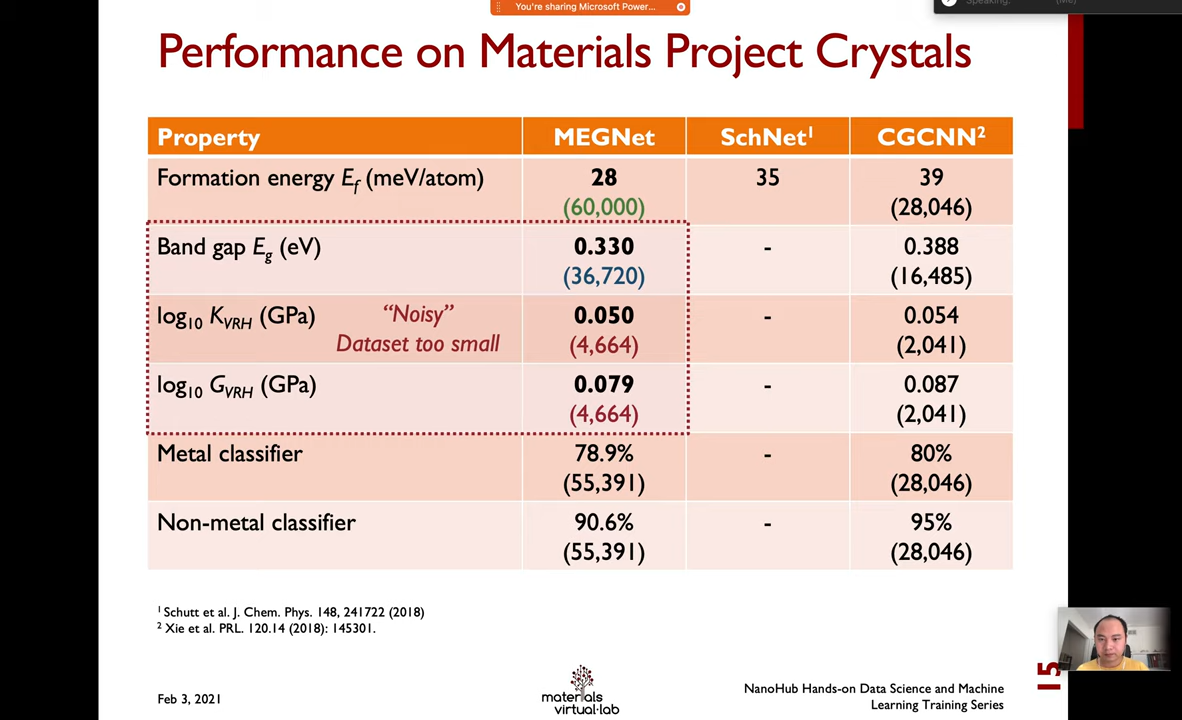 You're sharing Microsoft Power...
Speaking: (Me)
Performance on Materials Project Crystals
Property MEGNet SchNet¹ CGCNN²
Formation energy E_f (meV/atom) 28 35 39
(60,000) (28,046)
Band gap E_g (eV) 0.330 - 0.388
(36,720) (16,485)
log₁₀ K_VRH (GPa) “Noisy” 0.050 - 0.054
Dataset too small (4,664) (2,041)
log₁₀ G_VRH (GPa) 0.079 - 0.087
(4,664) (2,041)
Metal classifier 78.9% - 80%
(55,391) (28,046)
Non-metal classifier 90.6% - 95%
(55,391) (28,046)
¹ Schutt et al. J. Chem. Phys. 148, 241722 (2018)
² Xie et al. PRL. 120.14 (2018): 145301.
Feb 3, 2021
materials
virtual·lab
NanoHub Hands-on Data Science and Machine
Learning Training Series
15